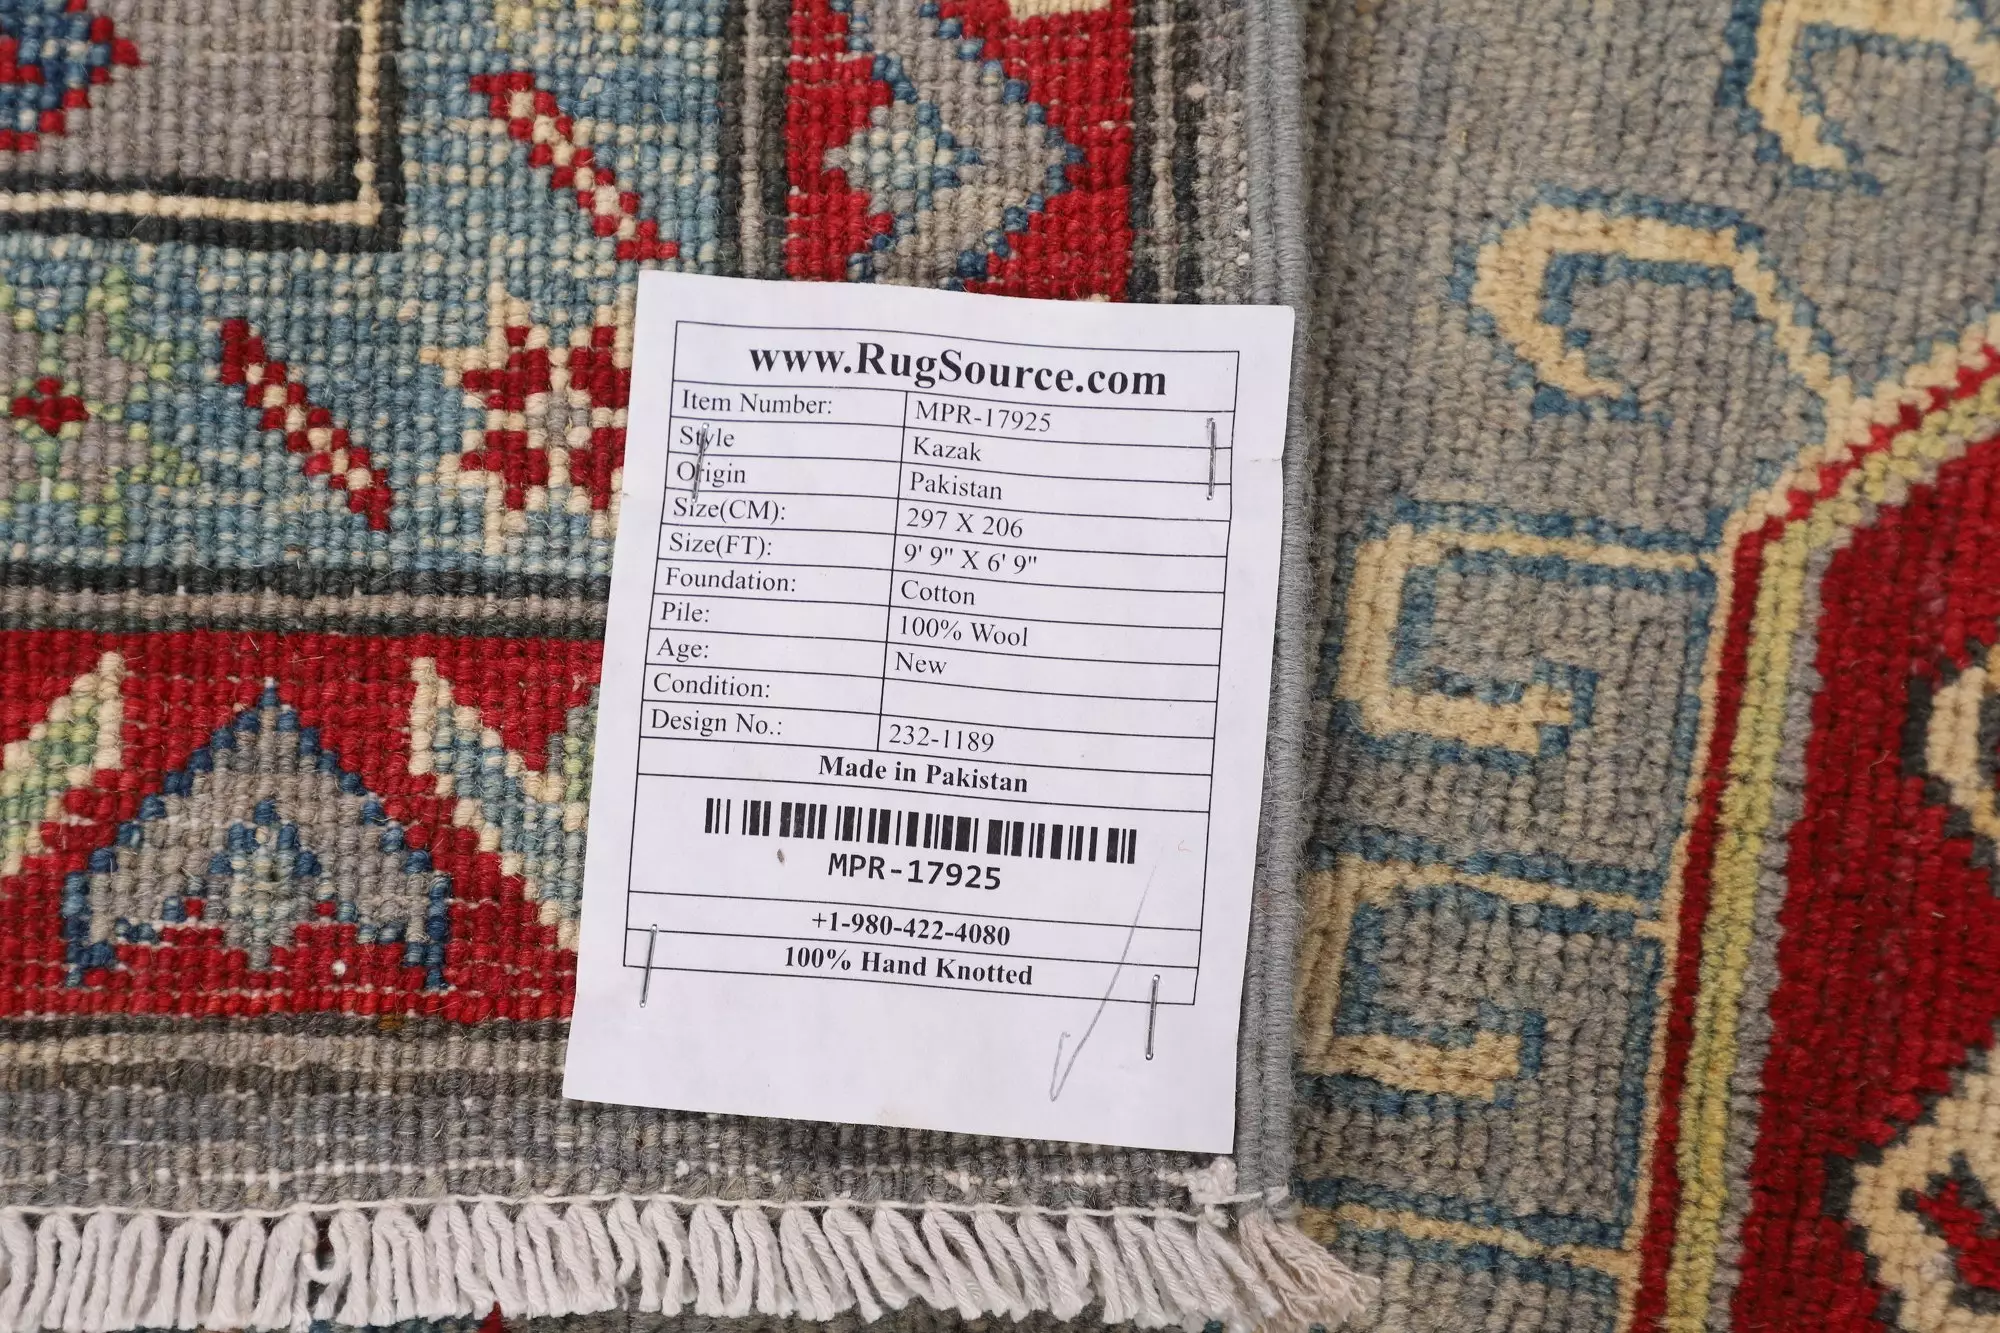 www.RugSource.com
Item Number: MPR-17925
Style Kazak
Origin Pakistan
Size(CM): 297 X 206
Size(FT): 9' 9" X 6' 9"
Foundation: Cotton
Pile: 100% Wool
Age: New
Condition:
Design No.: 232-1189
Made in Pakistan
MPR-17925
+1-980-422-4080
100% Hand Knotted